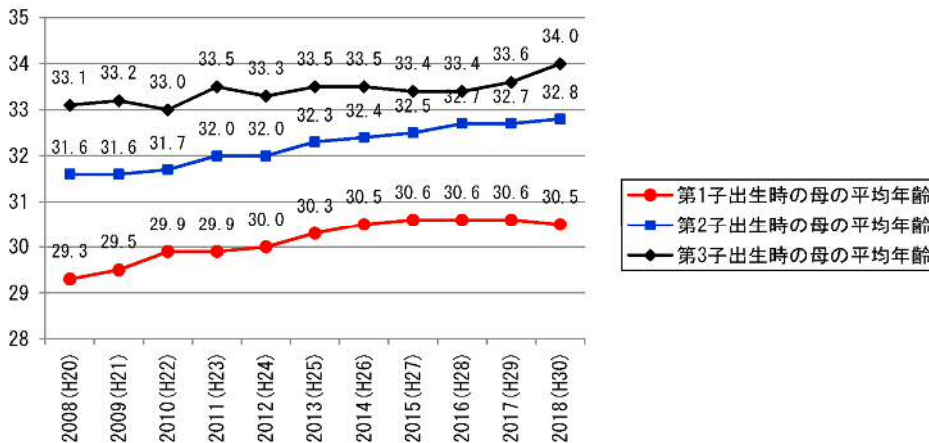 35
34
33
32
31
30
29
28
33.1
33.2
33.0
33.5
33.3
33.5
33.5
33.4
33.4
33.6
34.0
31.6
31.6
31.7
32.0
32.0
32.3
32.4
32.5
32.7
32.7
32.8
29.3
29.5
29.9
29.9
30.0
30.3
30.5
30.6
30.6
30.6
30.5
2008(H20)
2009(H21)
2010(H22)
2011(H23)
2012(H24)
2013(H25)
2014(H26)
2015(H27)
2016(H28)
2017(H29)
2018(H30)
第1子出生時の母の平均年齢
第2子出生時の母の平均年齢
第3子出生時の母の平均年齢